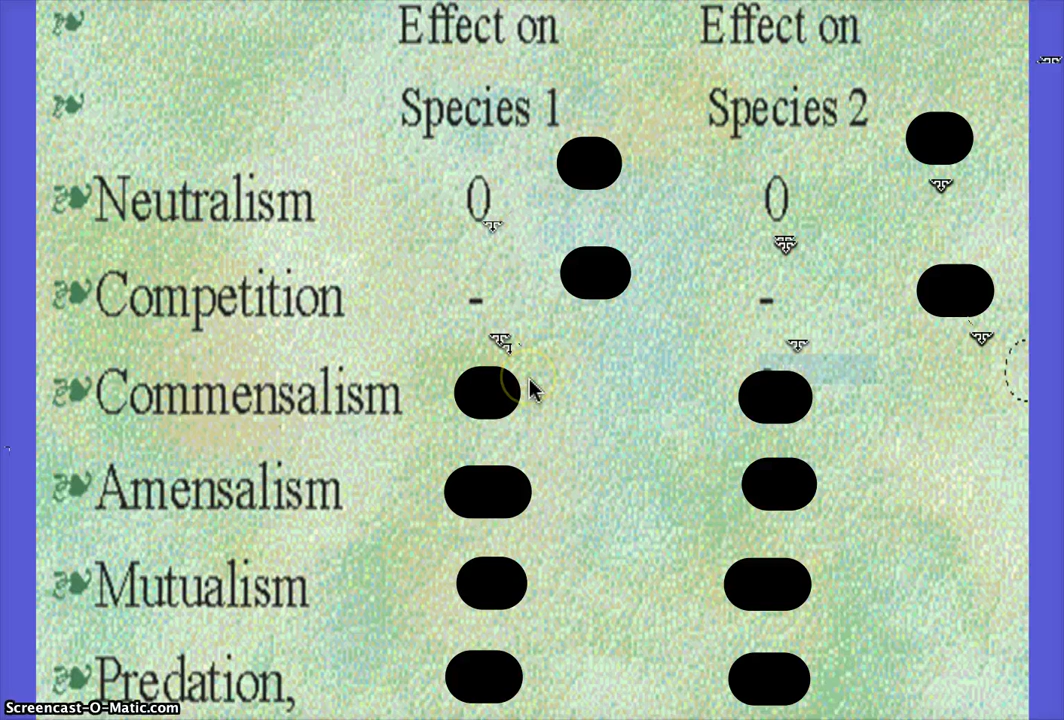 Effect on Effect on
Species 1 Species 2
Neutralism 0 0
Competition - -
Commensalism
Amensalism
Mutualism
Predation,
Screencast-O-Matic.com